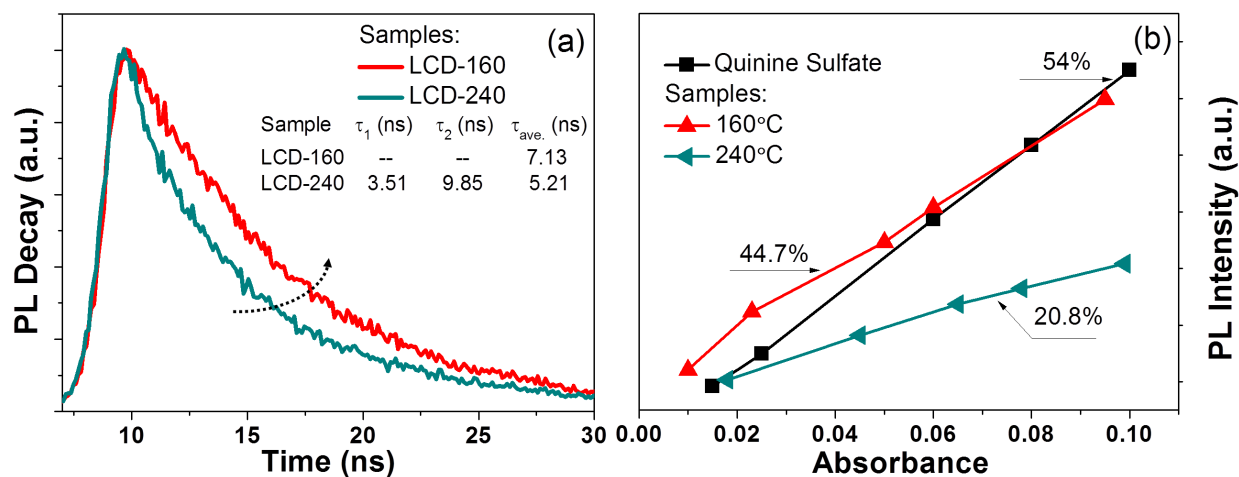 (a)
Samples:
LCD-160
LCD-240
Sample τ1 (ns) τ2 (ns) τave. (ns)
LCD-160 -- -- 7.13
LCD-240 3.51 9.85 5.21
PL Decay (a.u.)
10 15 20 25 30
Time (ns)
(b)
Quinine Sulfate
Samples:
160°C
240°C
54%
44.7%
20.8%
PL Intensity (a.u.)
0.00 0.02 0.04 0.06 0.08 0.10
Absorbance